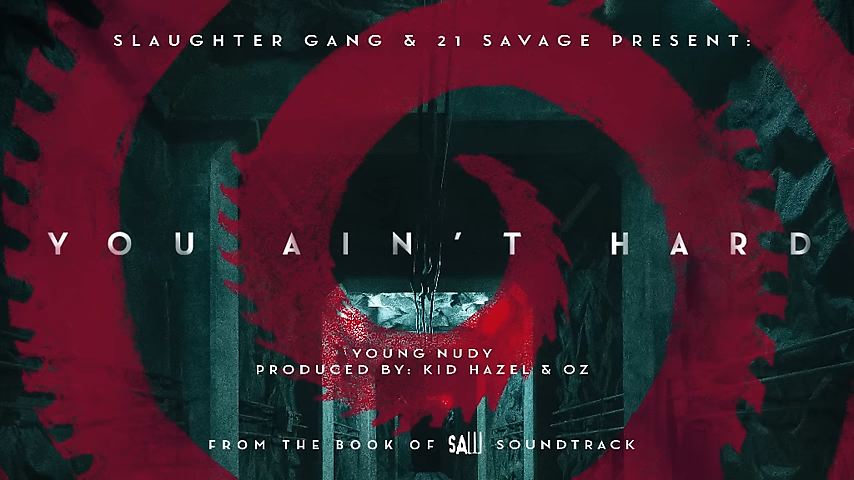 SLAUGHTER GANG & 21 SAVAGE PRESENT:
YOU AIN'T HARD
YOUNG NUDY
PRODUCED BY: KID HAZEL & OZ
FROM THE BOOK OF SAW SOUNDTRACK